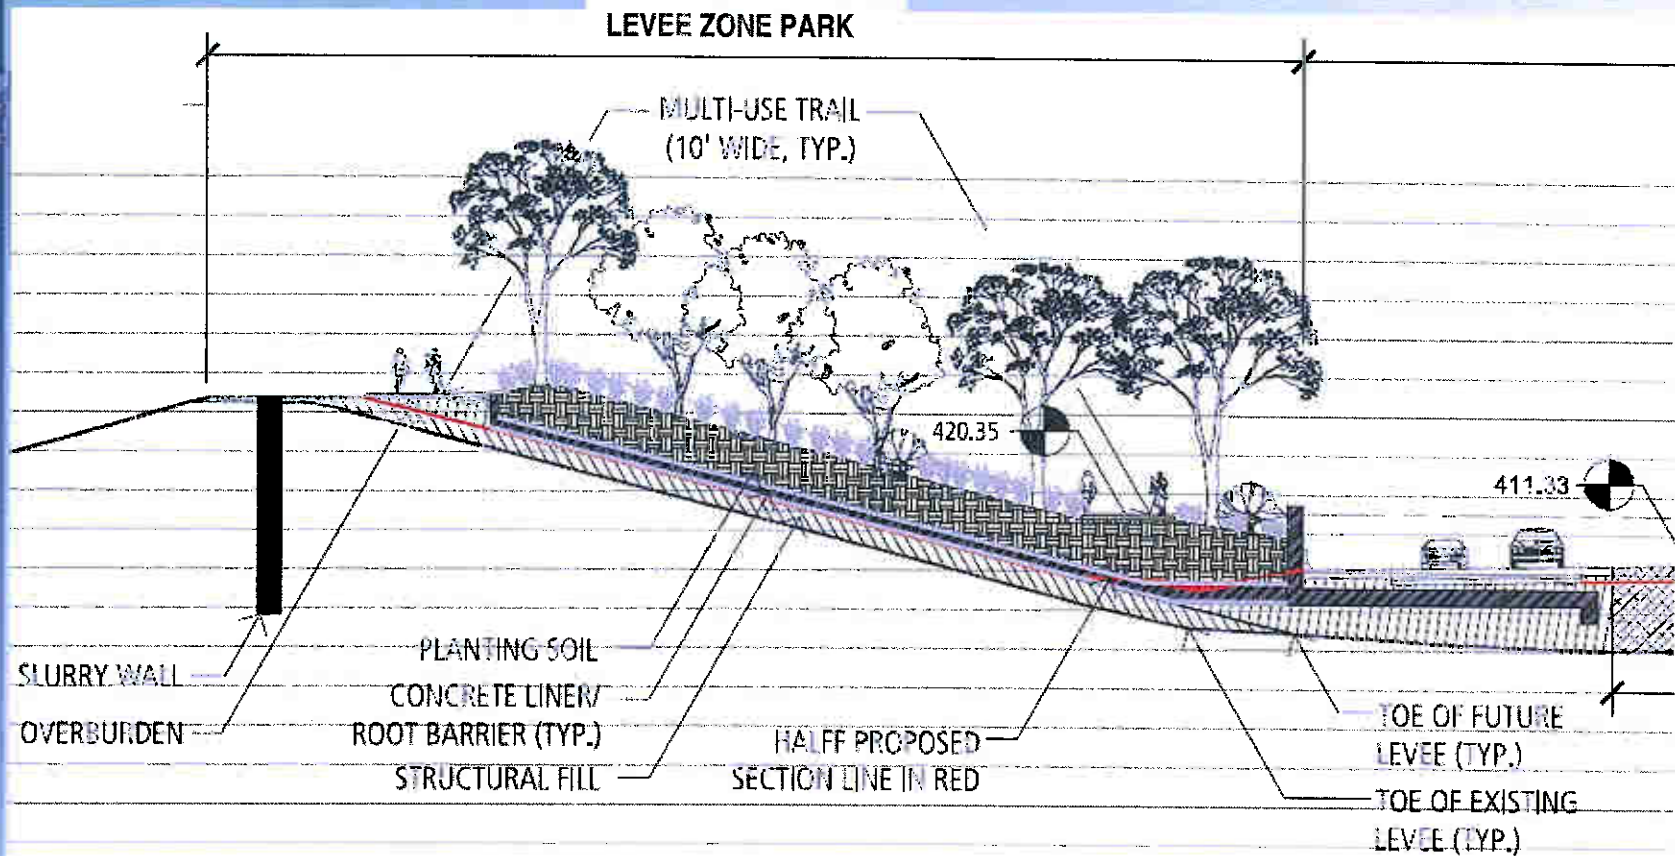 LEVEE ZONE PARK
MULTI-USE TRAIL
(10' WIDE, TYP.)
420.35
411.33
SLURRY WALL
OVERBURDEN
PLANTING SOIL
CONCRETE LINER/
ROOT BARRIER (TYP.)
STRUCTURAL FILL
HALFF PROPOSED
SECTION LINE IN RED
TOE OF FUTURE
LEVEE (TYP.)
TOE OF EXISTING
LEVEE (TYP.)